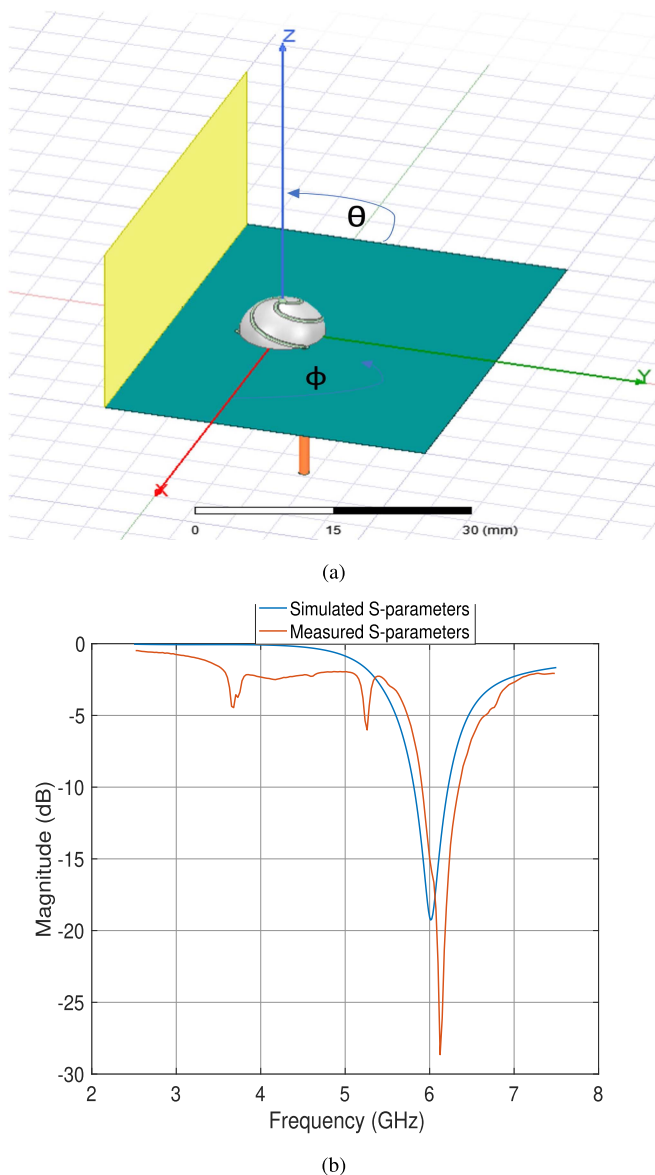 Z
θ
Y
ϕ
X
0 15 30 (mm)
(a)
Simulated S-parameters
Measured S-parameters
0
-5
-10
-15
-20
-25
-30
Magnitude (dB)
2 3 4 5 6 7 8
Frequency (GHz)
(b)